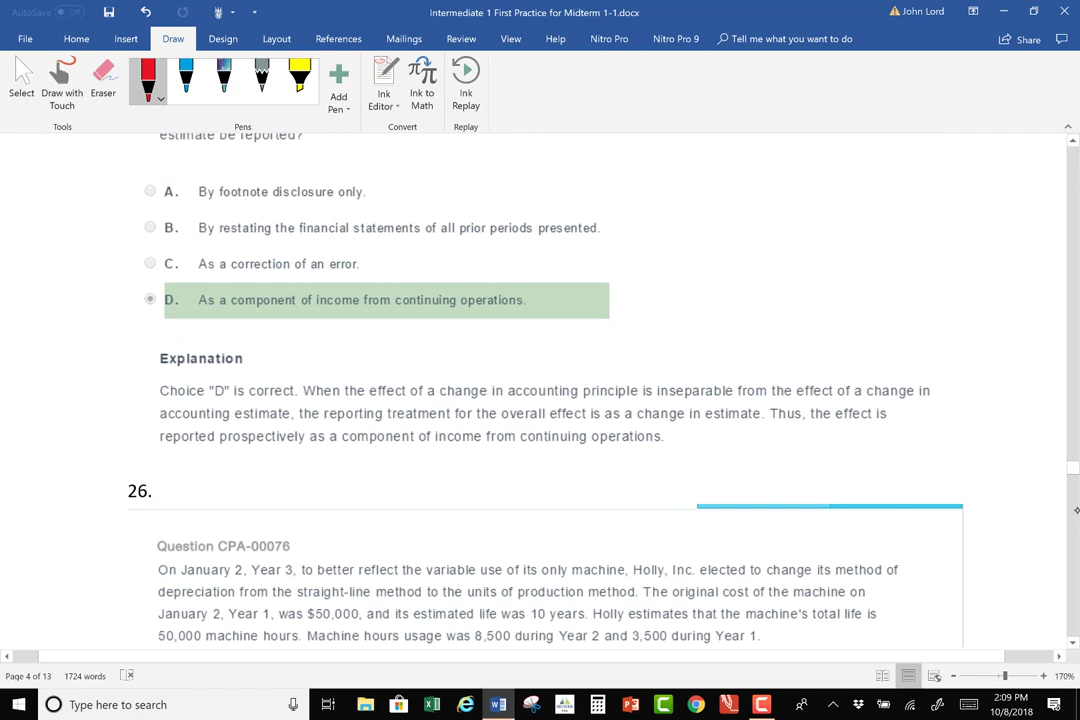 AutoSave Off
Intermediate 1 First Practice for Midterm 1-1.docx
John Lord
File Home Insert Draw Design Layout References Mailings Review View Help Nitro Pro Nitro Pro 9 Tell me what you want to do
Share
Select
Draw with Touch
Eraser
Add Pen
Ink Editor
Ink to Math
Ink Replay
Tools
Pens
Convert
Replay
estimate be reported?
A. By footnote disclosure only.
B. By restating the financial statements of all prior periods presented.
C. As a correction of an error.
D. As a component of income from continuing operations.
Explanation
Choice "D" is correct. When the effect of a change in accounting principle is inseparable from the effect of a change in
accounting estimate, the reporting treatment for the overall effect is as a change in estimate. Thus, the effect is
reported prospectively as a component of income from continuing operations.
26.
Question CPA-00076
On January 2, Year 3, to better reflect the variable use of its only machine, Holly, Inc. elected to change its method of
depreciation from the straight-line method to the units of production method. The original cost of the machine on
January 2, Year 1, was $50,000, and its estimated life was 10 years. Holly estimates that the machine's total life is
50,000 machine hours. Machine hours usage was 8,500 during Year 2 and 3,500 during Year 1.
Page 4 of 13
1724 words
170%
Type here to search
2:09 PM
10/8/2018